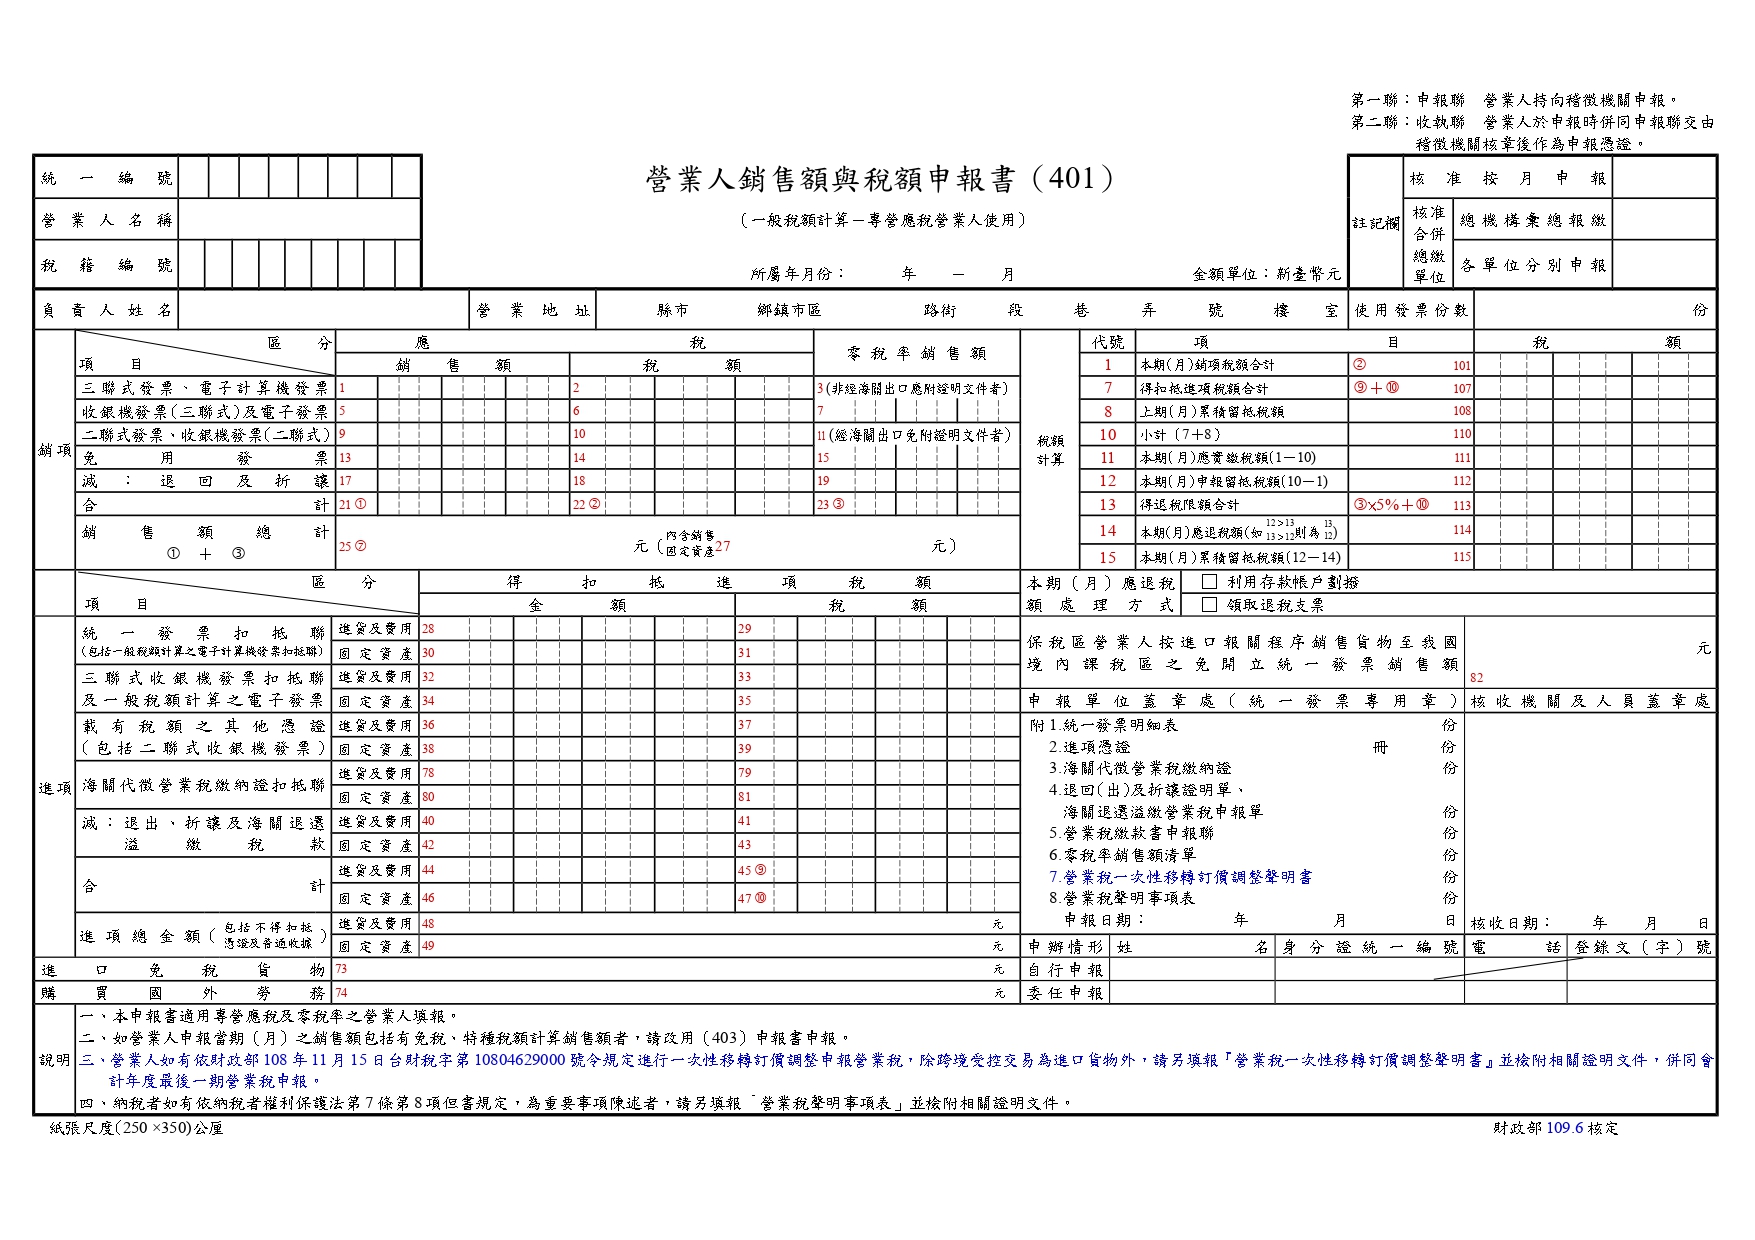 第一聯：申報聯　營業人持向稽徵機關申報。
第二聯：收執聯　營業人於申報時併同申報聯交由
稽徵機關核章後作為申報憑證。
統一編號
營業人名稱
稅籍編號
營業人銷售額與稅額申報書（401）
（一般稅額計算－專營應稅營業人使用）
所屬年月份：　年　－　月
金額單位：新臺幣元
註記欄
核准按月申報
核准
合併
總繳
單位
總機構彙總報繳
各單位分別申報
負責人姓名
營業地址　縣市　鄉鎮市區　路街　段　巷　弄　號　樓　室
使用發票份數　份
銷項
區分
項目
應稅
銷售額　稅額
零稅率銷售額
三聯式發票、電子計算機發票　1　2　3(非經海關出口應附證明文件者)
收銀機發票(三聯式)及電子發票　5　6　7
二聯式發票、收銀機發票(二聯式)　9　10　11(經海關出口免附證明文件者)
免用發票　13　14　15
減：退回及折讓　17　18　19
合計　21①　22②　23③
銷售額總計
①＋③
25⑦　元（內含銷售固定資產27　元）
稅額
計算
代號　項目　稅額
1　本期(月)銷項稅額合計　②　101
7　得扣抵進項稅額合計　⑨＋⑩　107
8　上期(月)累積留抵稅額　108
10　小計（7＋8）　110
11　本期(月)應實繳稅額(1－10)　111
12　本期(月)申報留抵稅額(10－1)　112
13　得退稅限額合計　③x5%＋⑩　113
14　本期(月)應退稅額(如12>13 13>12則為13 12)　114
15　本期(月)累積留抵稅額(12－14)　115
本期（月）應退稅
額處理方式
□ 利用存款帳戶劃撥
□ 領取退稅支票
保稅區營業人按進口報關程序銷售貨物至我國
境內課稅區之免開立統一發票銷售額
82　元
進項
區分
項目
得扣抵進項稅額
金額　稅額
統一發票扣抵聯
(包括一般稅額計算之電子計算機發票扣抵聯)
進貨及費用　28　29
固定資產　30　31
三聯式收銀機發票扣抵聯
及一般稅額計算之電子發票
進貨及費用　32　33
固定資產　34　35
載有稅額之其他憑證
(包括二聯式收銀機發票)
進貨及費用　36　37
固定資產　38　39
海關代徵營業稅繳納證扣抵聯
進貨及費用　78　79
固定資產　80　81
減：退出、折讓及海關退還
溢繳稅款
進貨及費用　40　41
固定資產　42　43
合計
進貨及費用　44　45⑨
固定資產　46　47⑩
進項總金額(包括不得扣抵憑證及普通收據)
進貨及費用　48　元
固定資產　49　元
進口免稅貨物　73　元
購買國外勞務　74　元
申報單位蓋章處(統一發票專用章)
核收機關及人員蓋章處
附1.統一發票明細表　份
2.進項憑證　冊　份
3.海關代徵營業稅繳納證　份
4.退回(出)及折讓證明單、
海關退還溢繳營業稅申報單　份
5.營業稅繳款書申報聯　份
6.零稅率銷售額清單　份
7.營業稅一次性移轉訂價調整聲明書　份
8.營業稅聲明事項表　份
申報日期：　年　月　日
核收日期：　年　月　日
申辦情形　姓名　身分證統一編號　電話　登錄文（字）號
自行申報
委任申報
說明
一、本申報書適用專營應稅及零稅率之營業人填報。
二、如營業人申報當期（月）之銷售額包括有免稅、特種稅額計算銷售額者，請改用（403）申報書申報。
三、營業人如有依財政部108年11月15日台財稅字第10804629000號令規定進行一次性移轉訂價調整申報營業稅，除跨境受控交易為進口貨物外，請另填報『營業稅一次性移轉訂價調整聲明書』並檢附相關證明文件，併同會
計年度最後一期營業稅申報。
四、納稅者如有依納稅者權利保護法第7條第8項但書規定，為重要事項陳述者，請另填報「營業稅聲明事項表」並檢附相關證明文件。
紙張尺度(250 ×350)公厘
財政部109.6核定